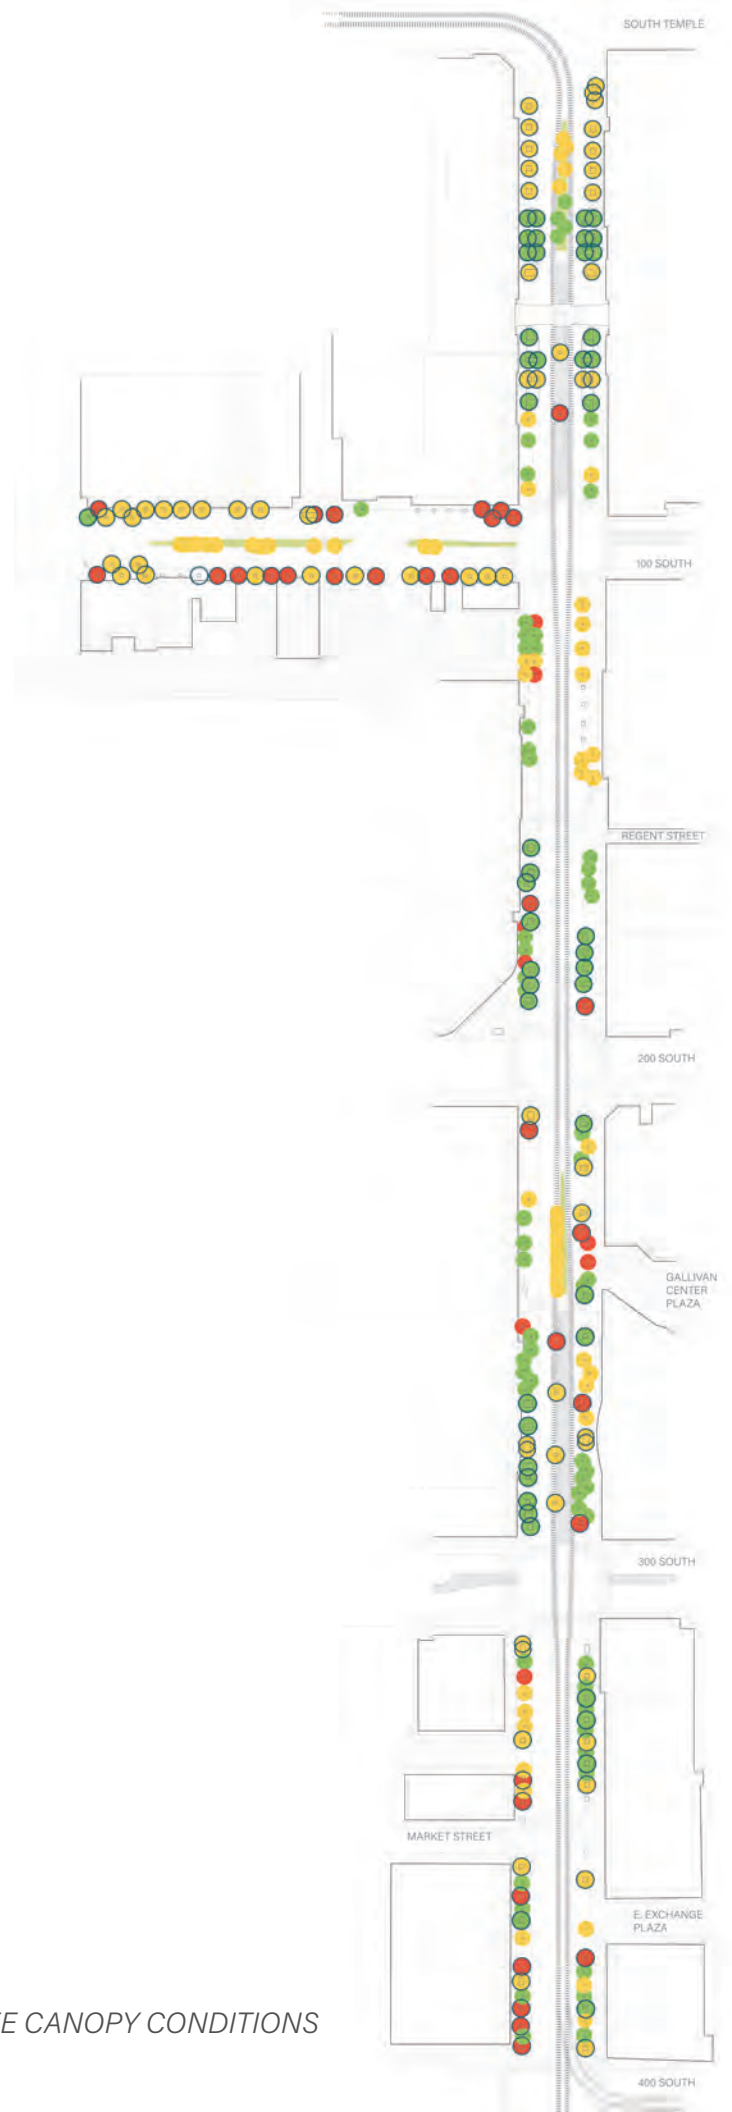 SOUTH TEMPLE
100 SOUTH
REGENT STREET
200 SOUTH
GALLIVAN
CENTER
PLAZA
300 SOUTH
MARKET STREET
E. EXCHANGE
PLAZA
E CANOPY CONDITIONS
400 SOUTH